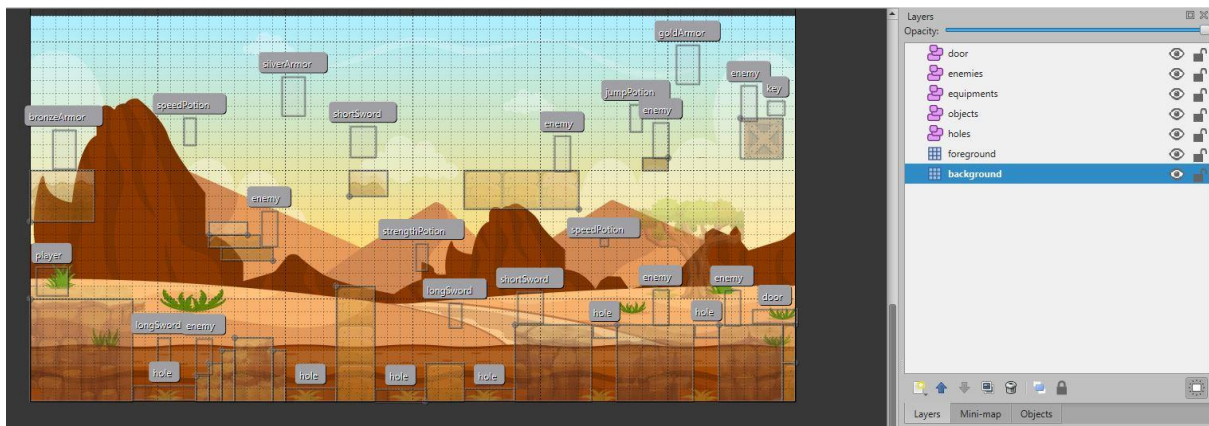 goldArmor
silverArmor
enemy
key
jumpPotion
speedPotion
enemy
shortSword
bronzeArmor
enemy
enemy
strengthPotion
speedPotion
player
enemy
enemy
shortSword
longSword
door
hole
hole
longSword
enemy
hole
hole
hole
hole
Layers
Opacity:
door
enemies
equipments
objects
holes
foreground
background
Layers
Mini-map
Objects